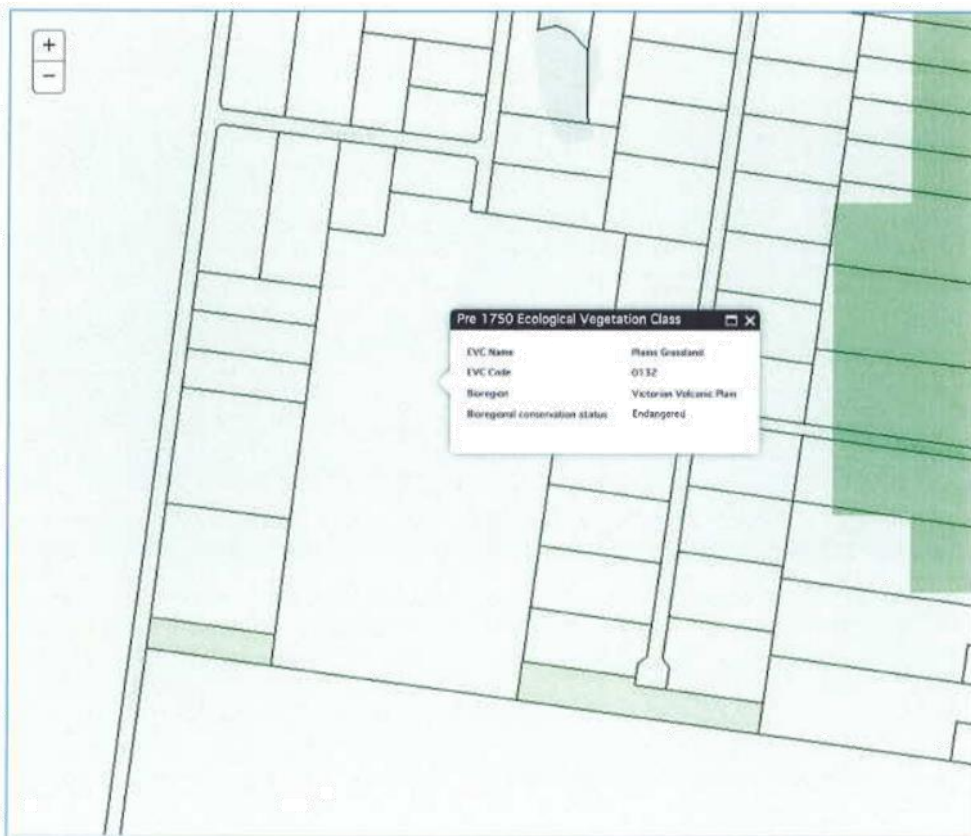 +
−
Pre 1750 Ecological Vegetation Class
EVC Name Plains Grassland
EVC Code 0132
Bioregion Victorian Volcanic Plain
Bioregional conservation status Endangered